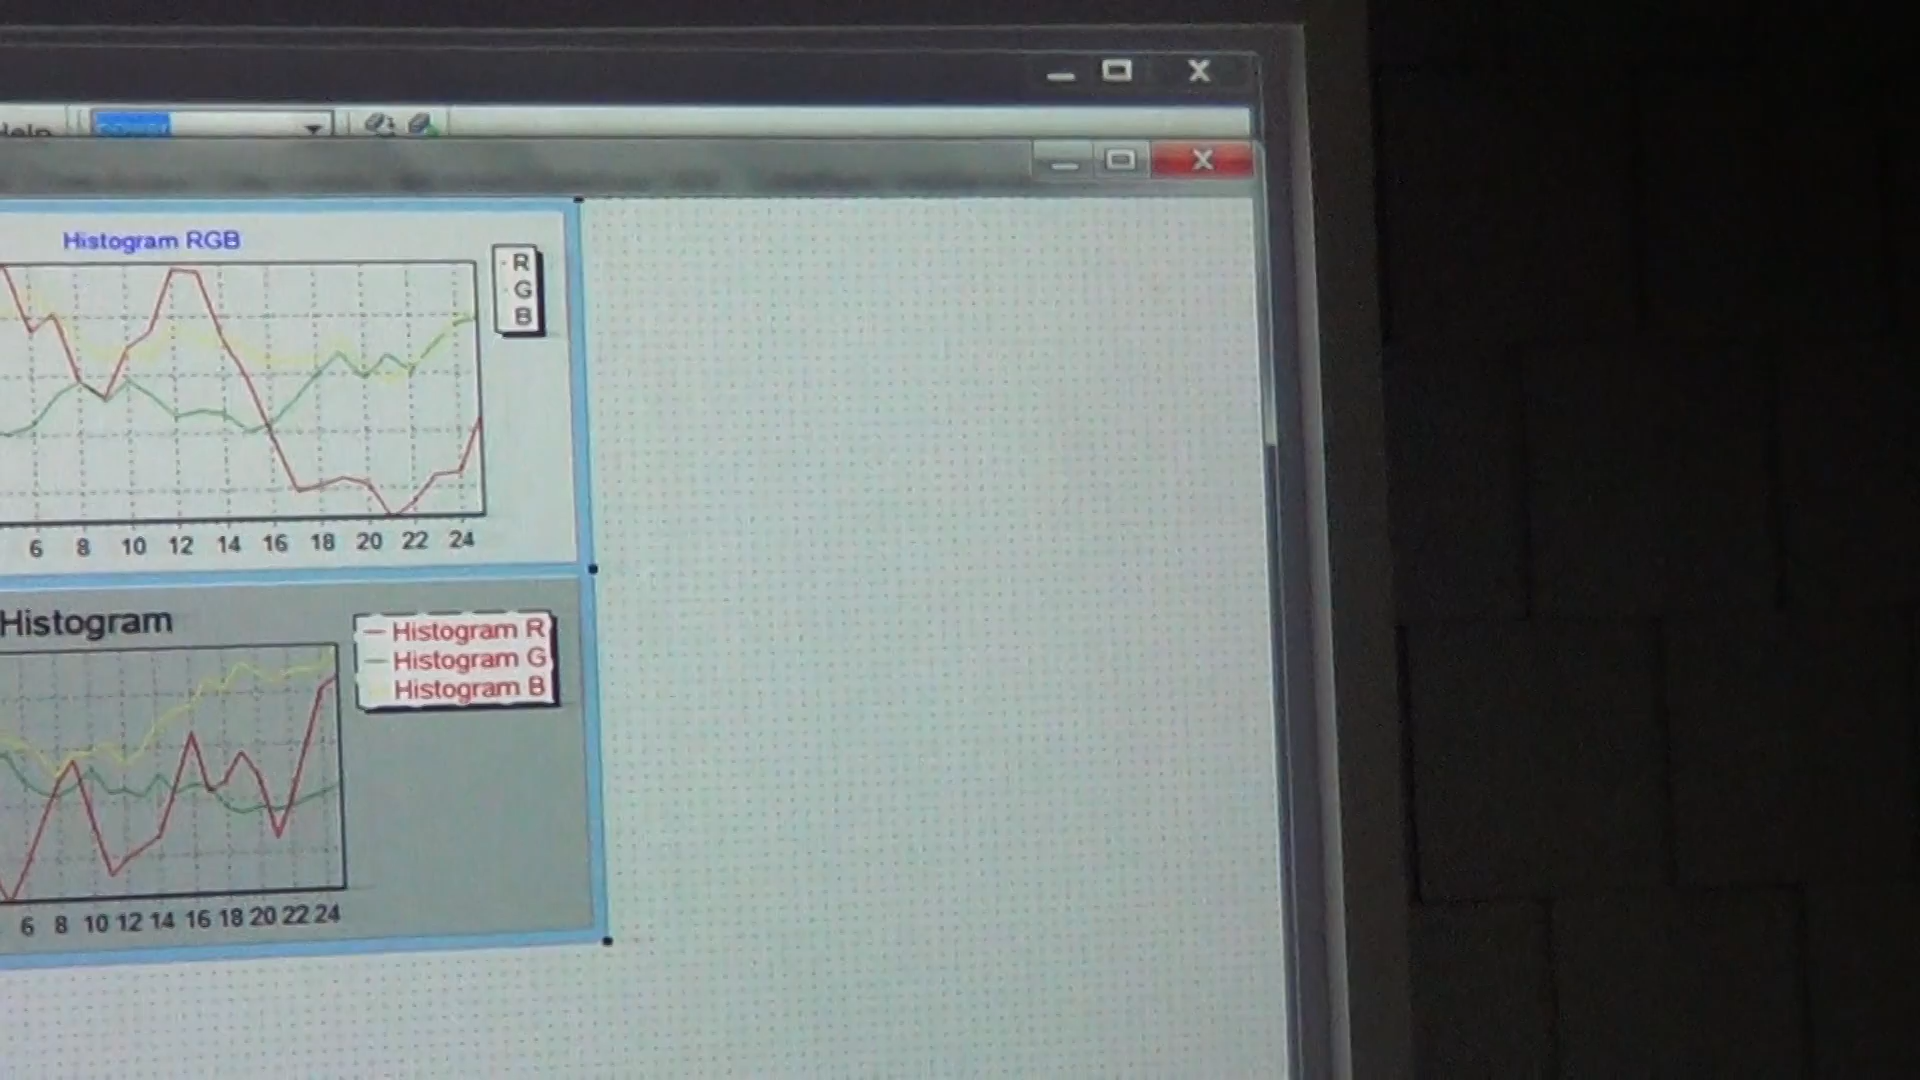 Help
Histogram RGB
R
G
B
6 8 10 12 14 16 18 20 22 24
Histogram
Histogram R
Histogram G
Histogram B
6 8 10 12 14 16 18 20 22 24